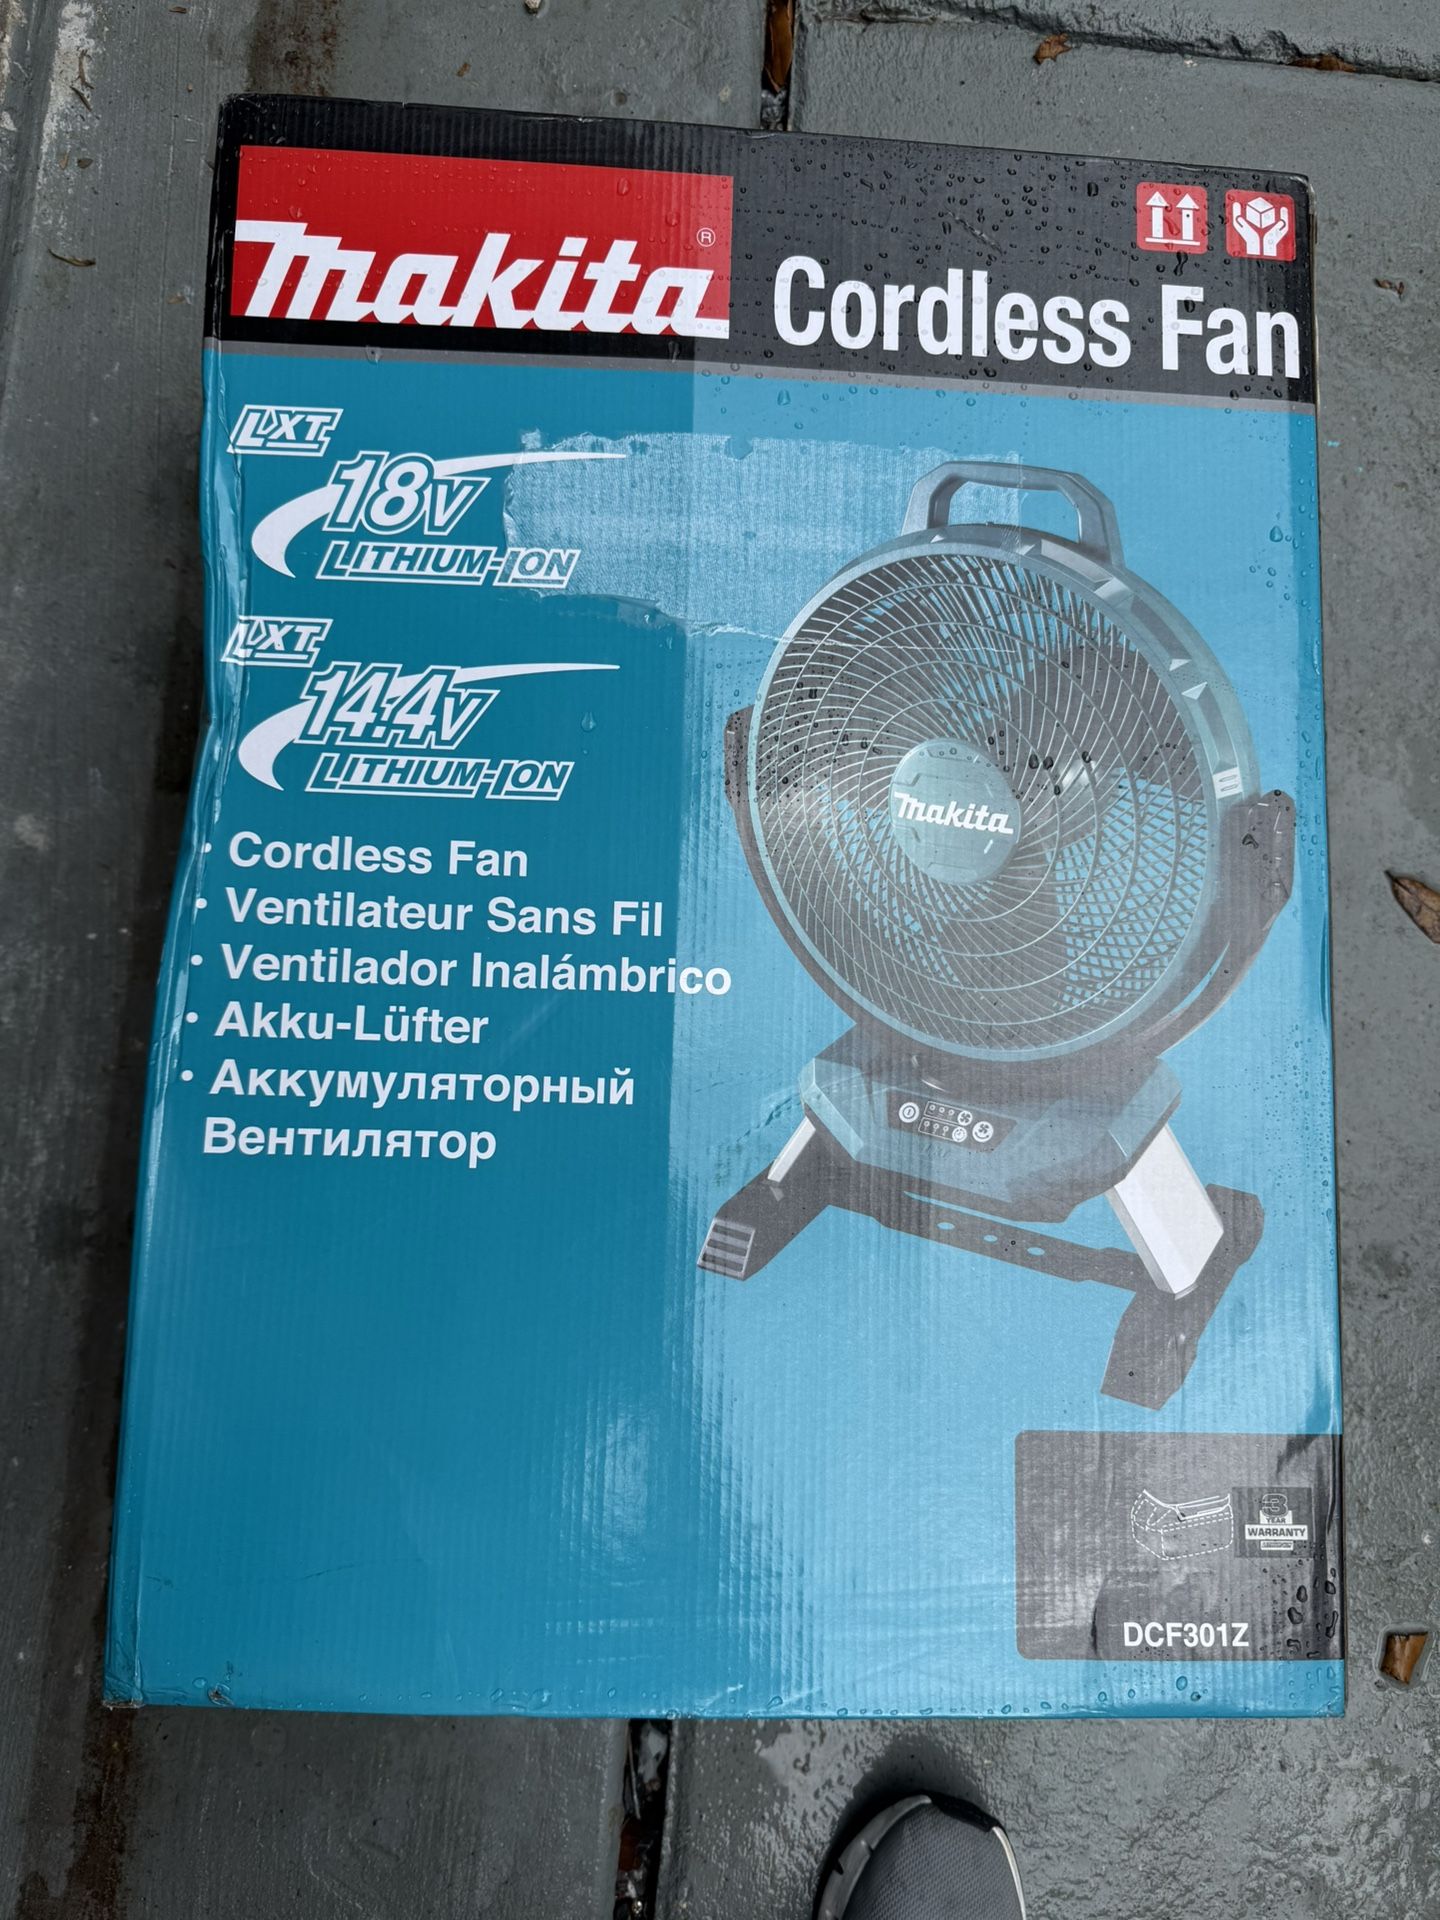 makita®
Cordless Fan
LXT
18V
LITHIUM-ION
LXT
14.4V
LITHIUM-ION
• Cordless Fan
• Ventilateur Sans Fil
• Ventilador Inalámbrico
• Akku-Lüfter
• Аккумуляторный
Вентилятор
makita
3
YEAR
WARRANTY
DCF301Z